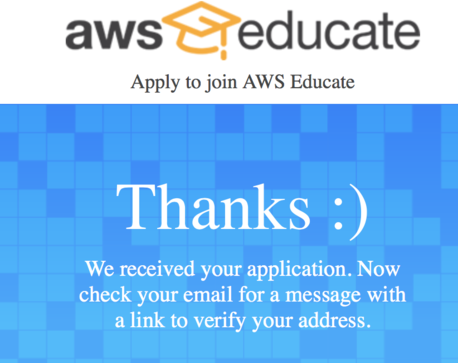 aws educate
Apply to join AWS Educate
Thanks :)
We received your application. Now
check your email for a message with
a link to verify your address.